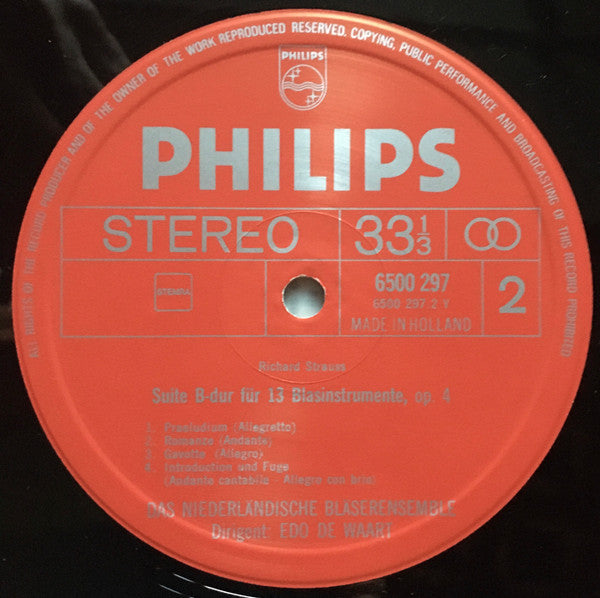 ALL RIGHTS OF THE RECORD PRODUCER AND OF THE OWNER OF THE WORK REPRODUCED RESERVED. COPYING, PUBLIC PERFORMANCE AND BROADCASTING OF THIS RECORD PROHIBITED
PHILIPS
PHILIPS
STEREO 33 1/3
STEMRA
6500 297
6500 297 2 Y
MADE IN HOLLAND
2
Richard Strauss
Suite B-dur für 13 Blasinstrumente, op. 4
1. Praeludium (Allegretto)
2. Romanze (Andante)
3. Gavotte (Allegro)
4. Introduction und Fuge
(Andante cantabile - Allegro con brio)
DAS NIEDERLÄNDISCHE BLÄSERENSEMBLE
Dirigent: EDO DE WAART